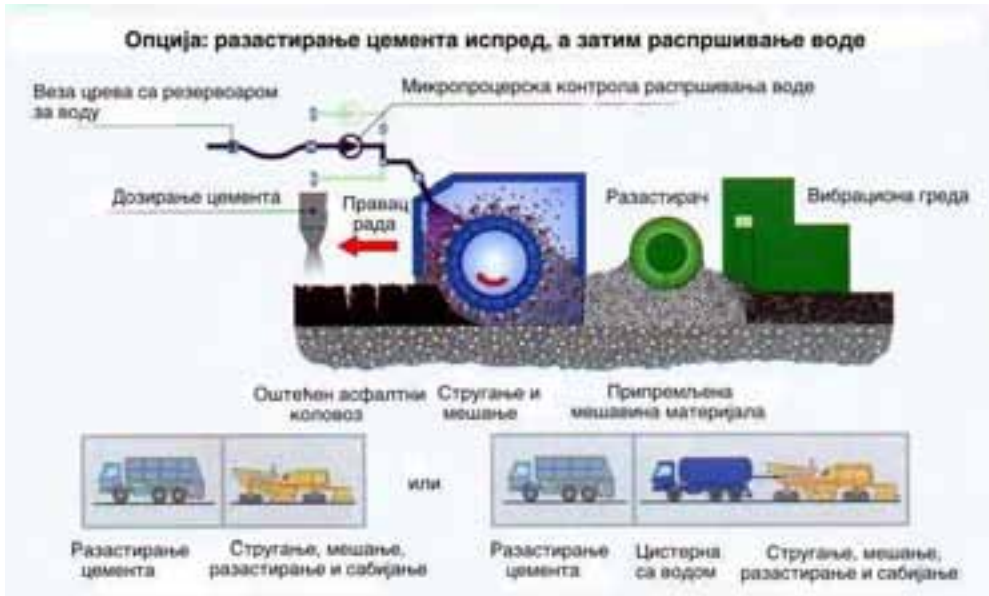 Опција: разастирање цемента испред, а затим распршивање воде
Веза црева са резервоаром
за воду
Микропроцерска контрола распршивања воде
Дозирање цемента
Правац
рада
Разастирач
Вибрациона греда
Оштећен асфалтни
коловоз
Стругање и
мешање
Припремљена
мешавина материјала
или
Разастирање
цемента
Стругање, мешање,
разастирање и сабијање
Разастирање
цемента
Цистерна
са водом
Стругање, мешање,
разастирање и сабијање